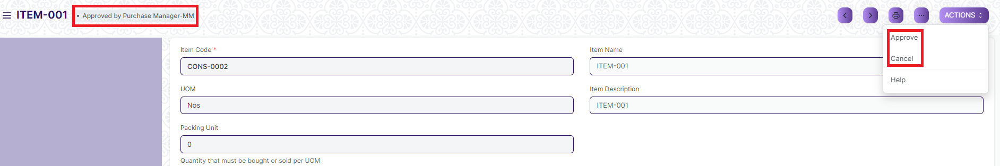 ITEM-001
• Approved by Purchase Manager-MM
ACTIONS
Approve
Cancel
Help
Item Code *
CONS-0002
Item Name
ITEM-001
UOM
Nos
Item Description
ITEM-001
Packing Unit
0
Quantity that must be bought or sold per UOM